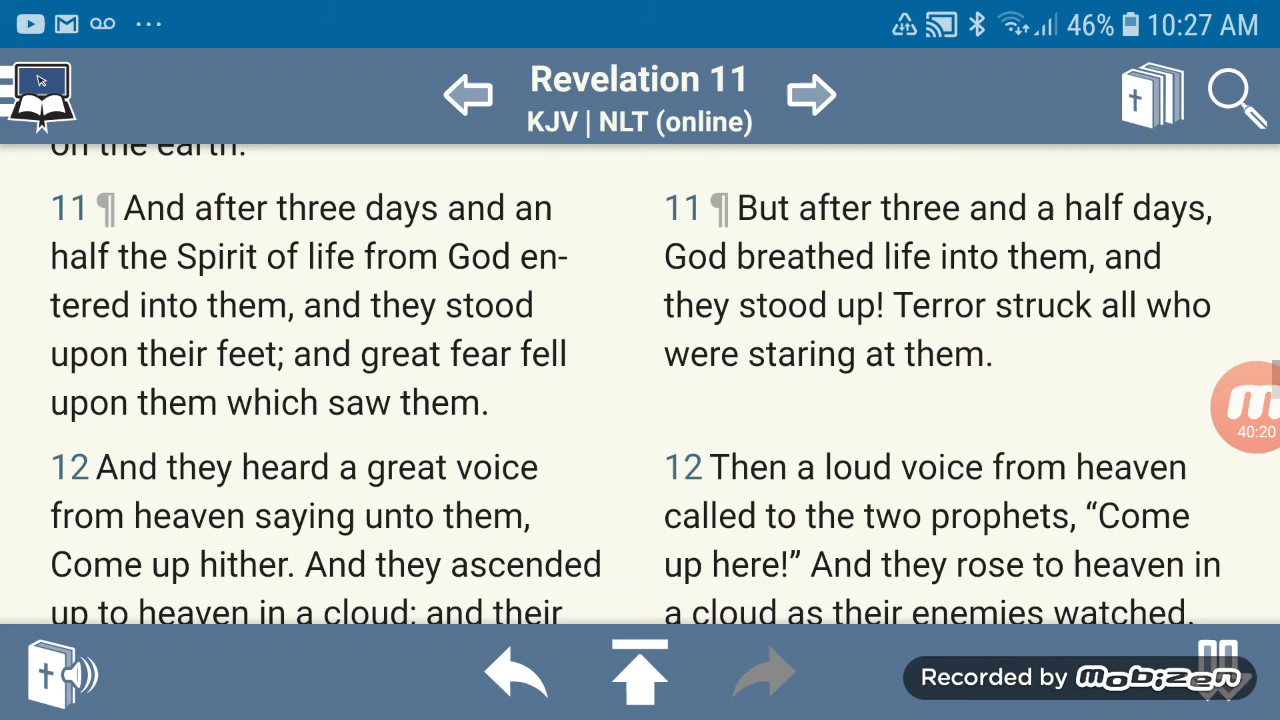 46% 10:27 AM
Revelation 11
KJV | NLT (online)
on the earth.
11 ¶ And after three days and an
half the Spirit of life from God en-
tered into them, and they stood
upon their feet; and great fear fell
upon them which saw them.
12 And they heard a great voice
from heaven saying unto them,
Come up hither. And they ascended
up to heaven in a cloud; and their
11 ¶ But after three and a half days,
God breathed life into them, and
they stood up! Terror struck all who
were staring at them.
12 Then a loud voice from heaven
called to the two prophets, “Come
up here!” And they rose to heaven in
a cloud as their enemies watched.
m
40:20
Recorded by mobizen